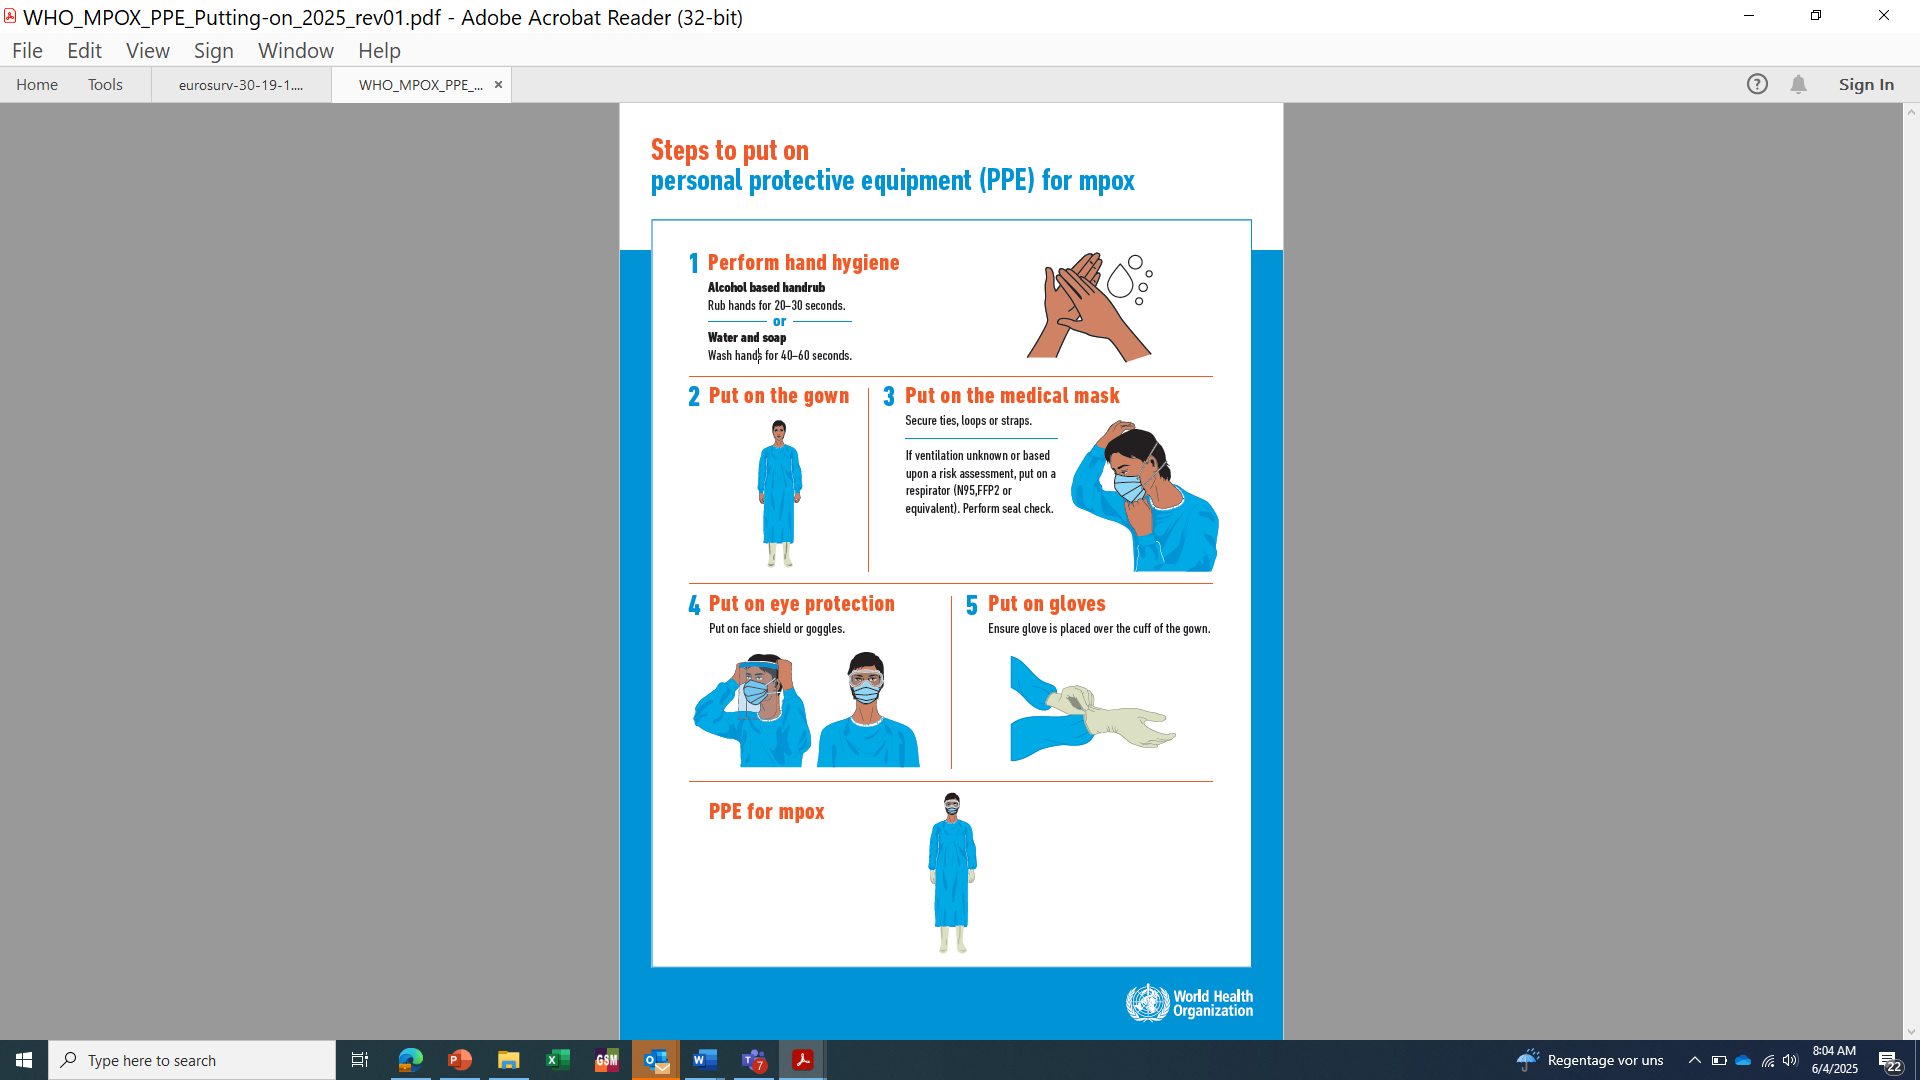 WHO_MPOX_PPE_Putting-on_2025_rev01.pdf - Adobe Acrobat Reader (32-bit)
File Edit View Sign Window Help
Home Tools eurosurv-30-19-1.... WHO_MPOX_PPE_... × Sign In
Steps to put on
personal protective equipment (PPE) for mpox
1 Perform hand hygiene
Alcohol based handrub
Rub hands for 20–30 seconds.
or
Water and soap
Wash hands for 40–60 seconds.
2 Put on the gown
3 Put on the medical mask
Secure ties, loops or straps.
If ventilation unknown or based
upon a risk assessment, put on a
respirator (N95,FFP2 or
equivalent). Perform seal check.
4 Put on eye protection
Put on face shield or goggles.
5 Put on gloves
Ensure glove is placed over the cuff of the gown.
PPE for mpox
World Health
Organization
Type here to search
GSM
7
Regentage vor uns
8:04 AM
6/4/2025
22